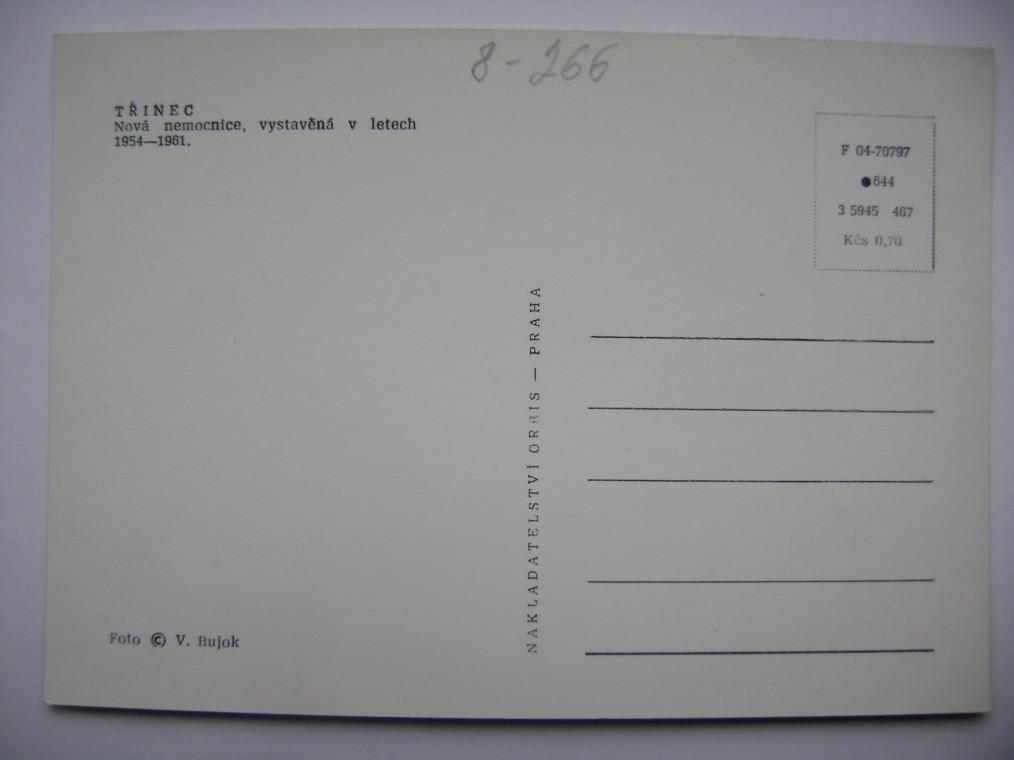 8-266
TŘINEC
Nová nemocnice, vystavěná v letech
1954—1961.
F 04-70797
●644
3 5945 467
Kčs 0,70
NAKLADATELSTVÍ ORBIS — PRAHA
Foto © V. Bujok